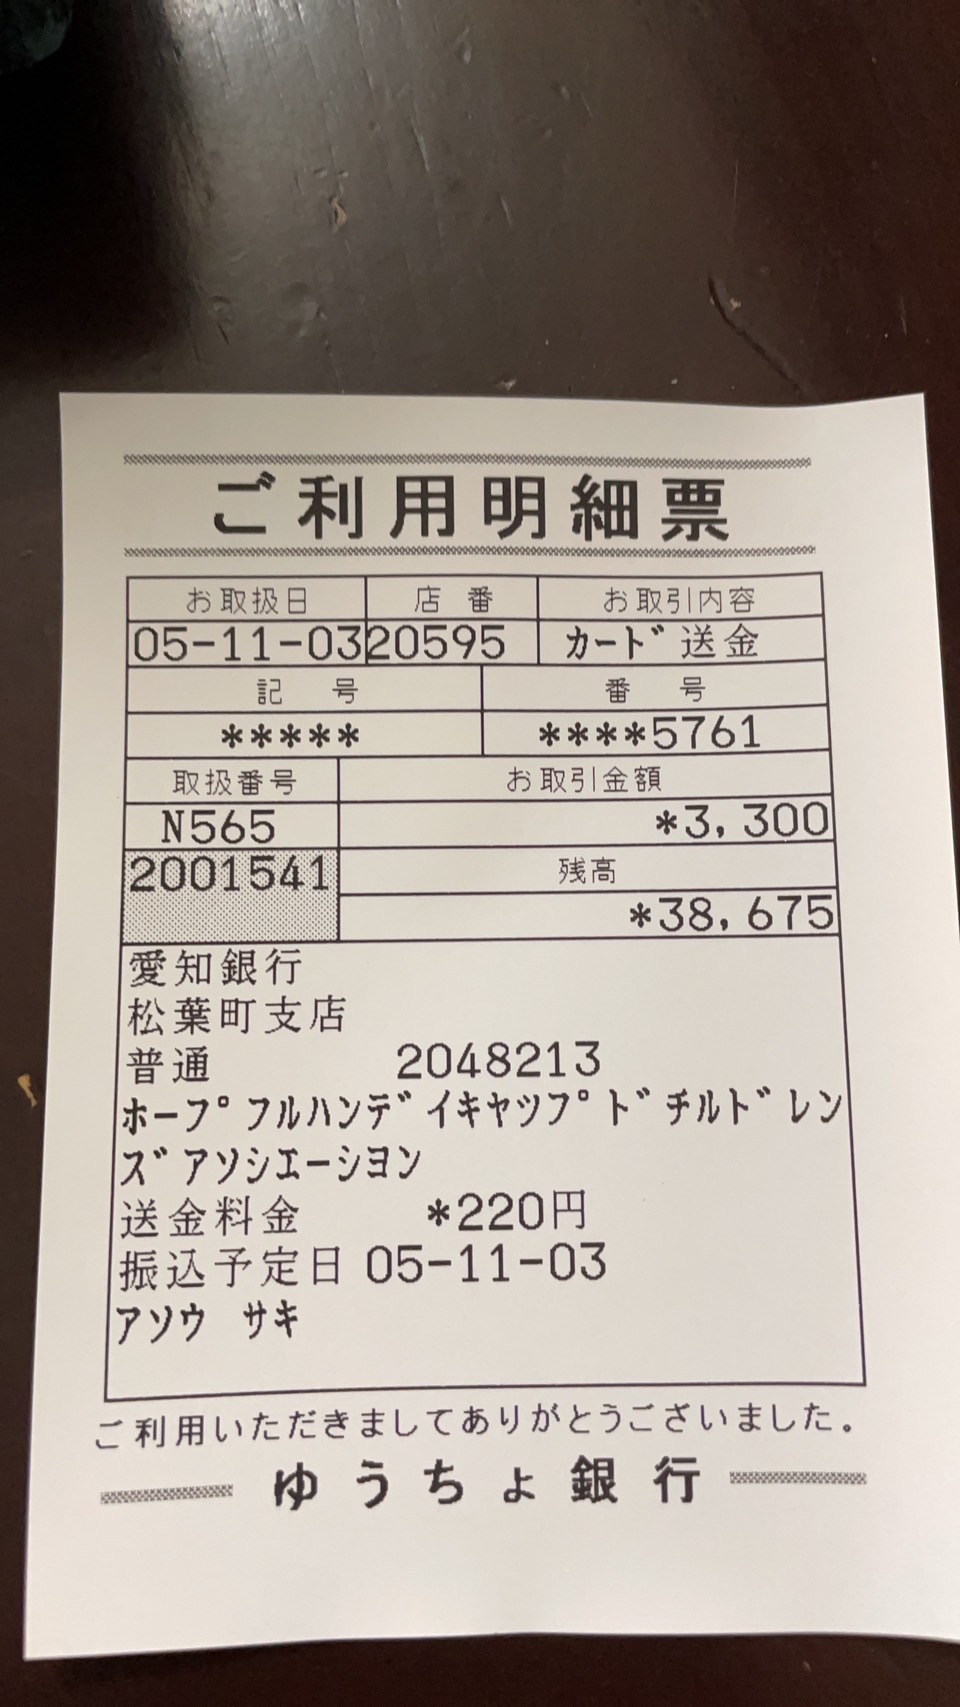 ご利用明細票
お取扱日 店番 お取引内容
05-11-03 20595 カード送金
記号 番号
***** ****5761
取扱番号 お取引金額
N565 *3,300
2001541 残高
*38,675
愛知銀行
松葉町支店
普通 2048213
ホープフルハンデイキヤツプドチルドレン
ズアソシエーシヨン
送金料金 *220円
振込予定日 05-11-03
アソウ サキ
ご利用いただきましてありがとうございました。
ゆうちょ銀行